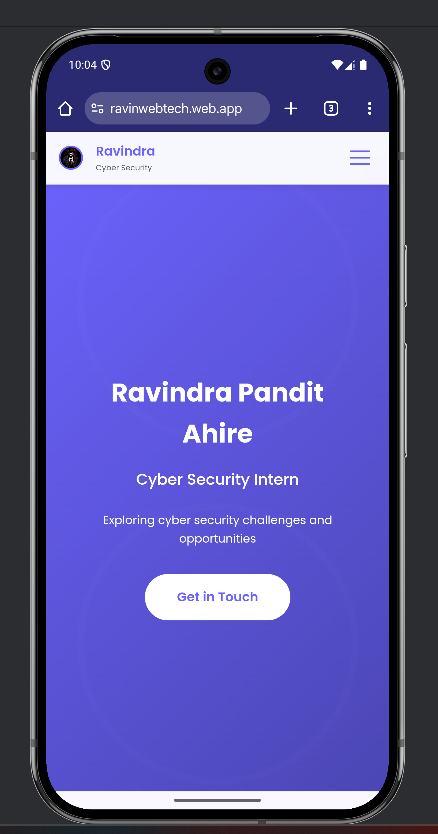 10:04
ravinwebtech.web.app
3
Ravindra
Cyber Security
Ravindra Pandit
Ahire
Cyber Security Intern
Exploring cyber security challenges and
opportunities
Get in Touch